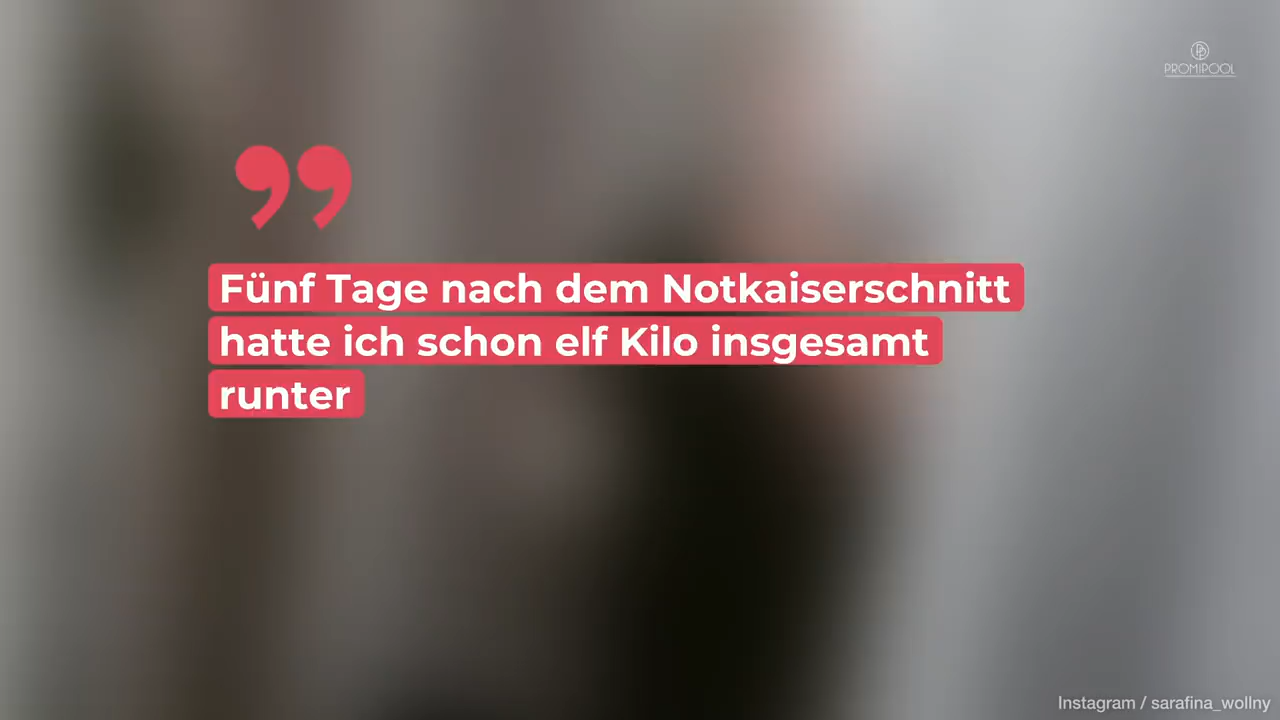 PROMIPOOL
Fünf Tage nach dem Notkaiserschnitt
hatte ich schon elf Kilo insgesamt
runter
Instagram / sarafina_wollny